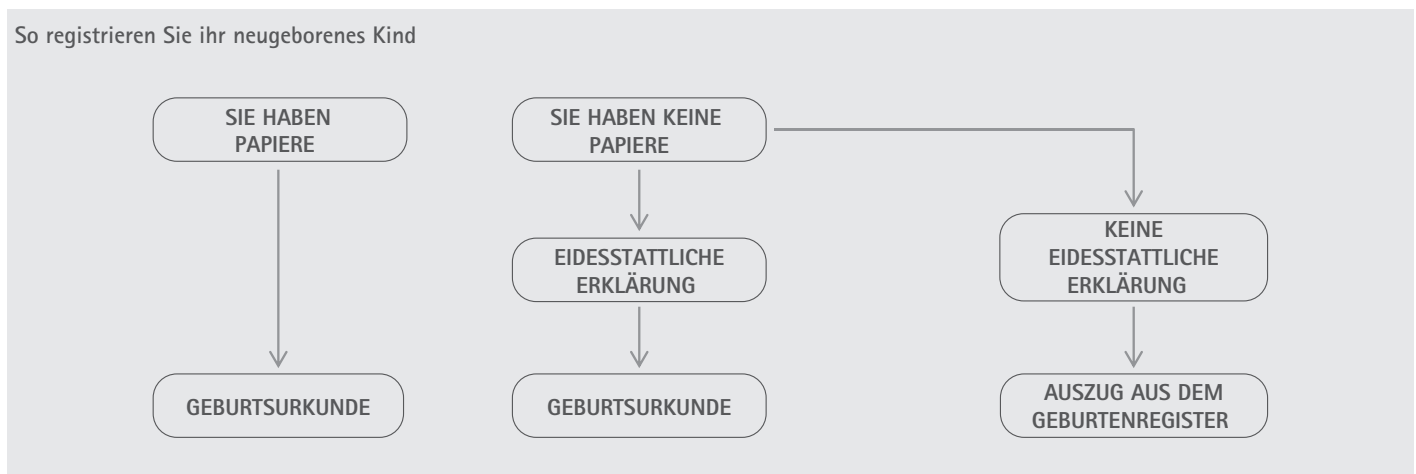 So registrieren Sie ihr neugeborenes Kind
SIE HABEN
PAPIERE
SIE HABEN KEINE
PAPIERE
KEINE
EIDESSTATTLICHE
ERKLÄRUNG
EIDESSTATTLICHE
ERKLÄRUNG
GEBURTSURKUNDE
GEBURTSURKUNDE
AUSZUG AUS DEM
GEBURTENREGISTER